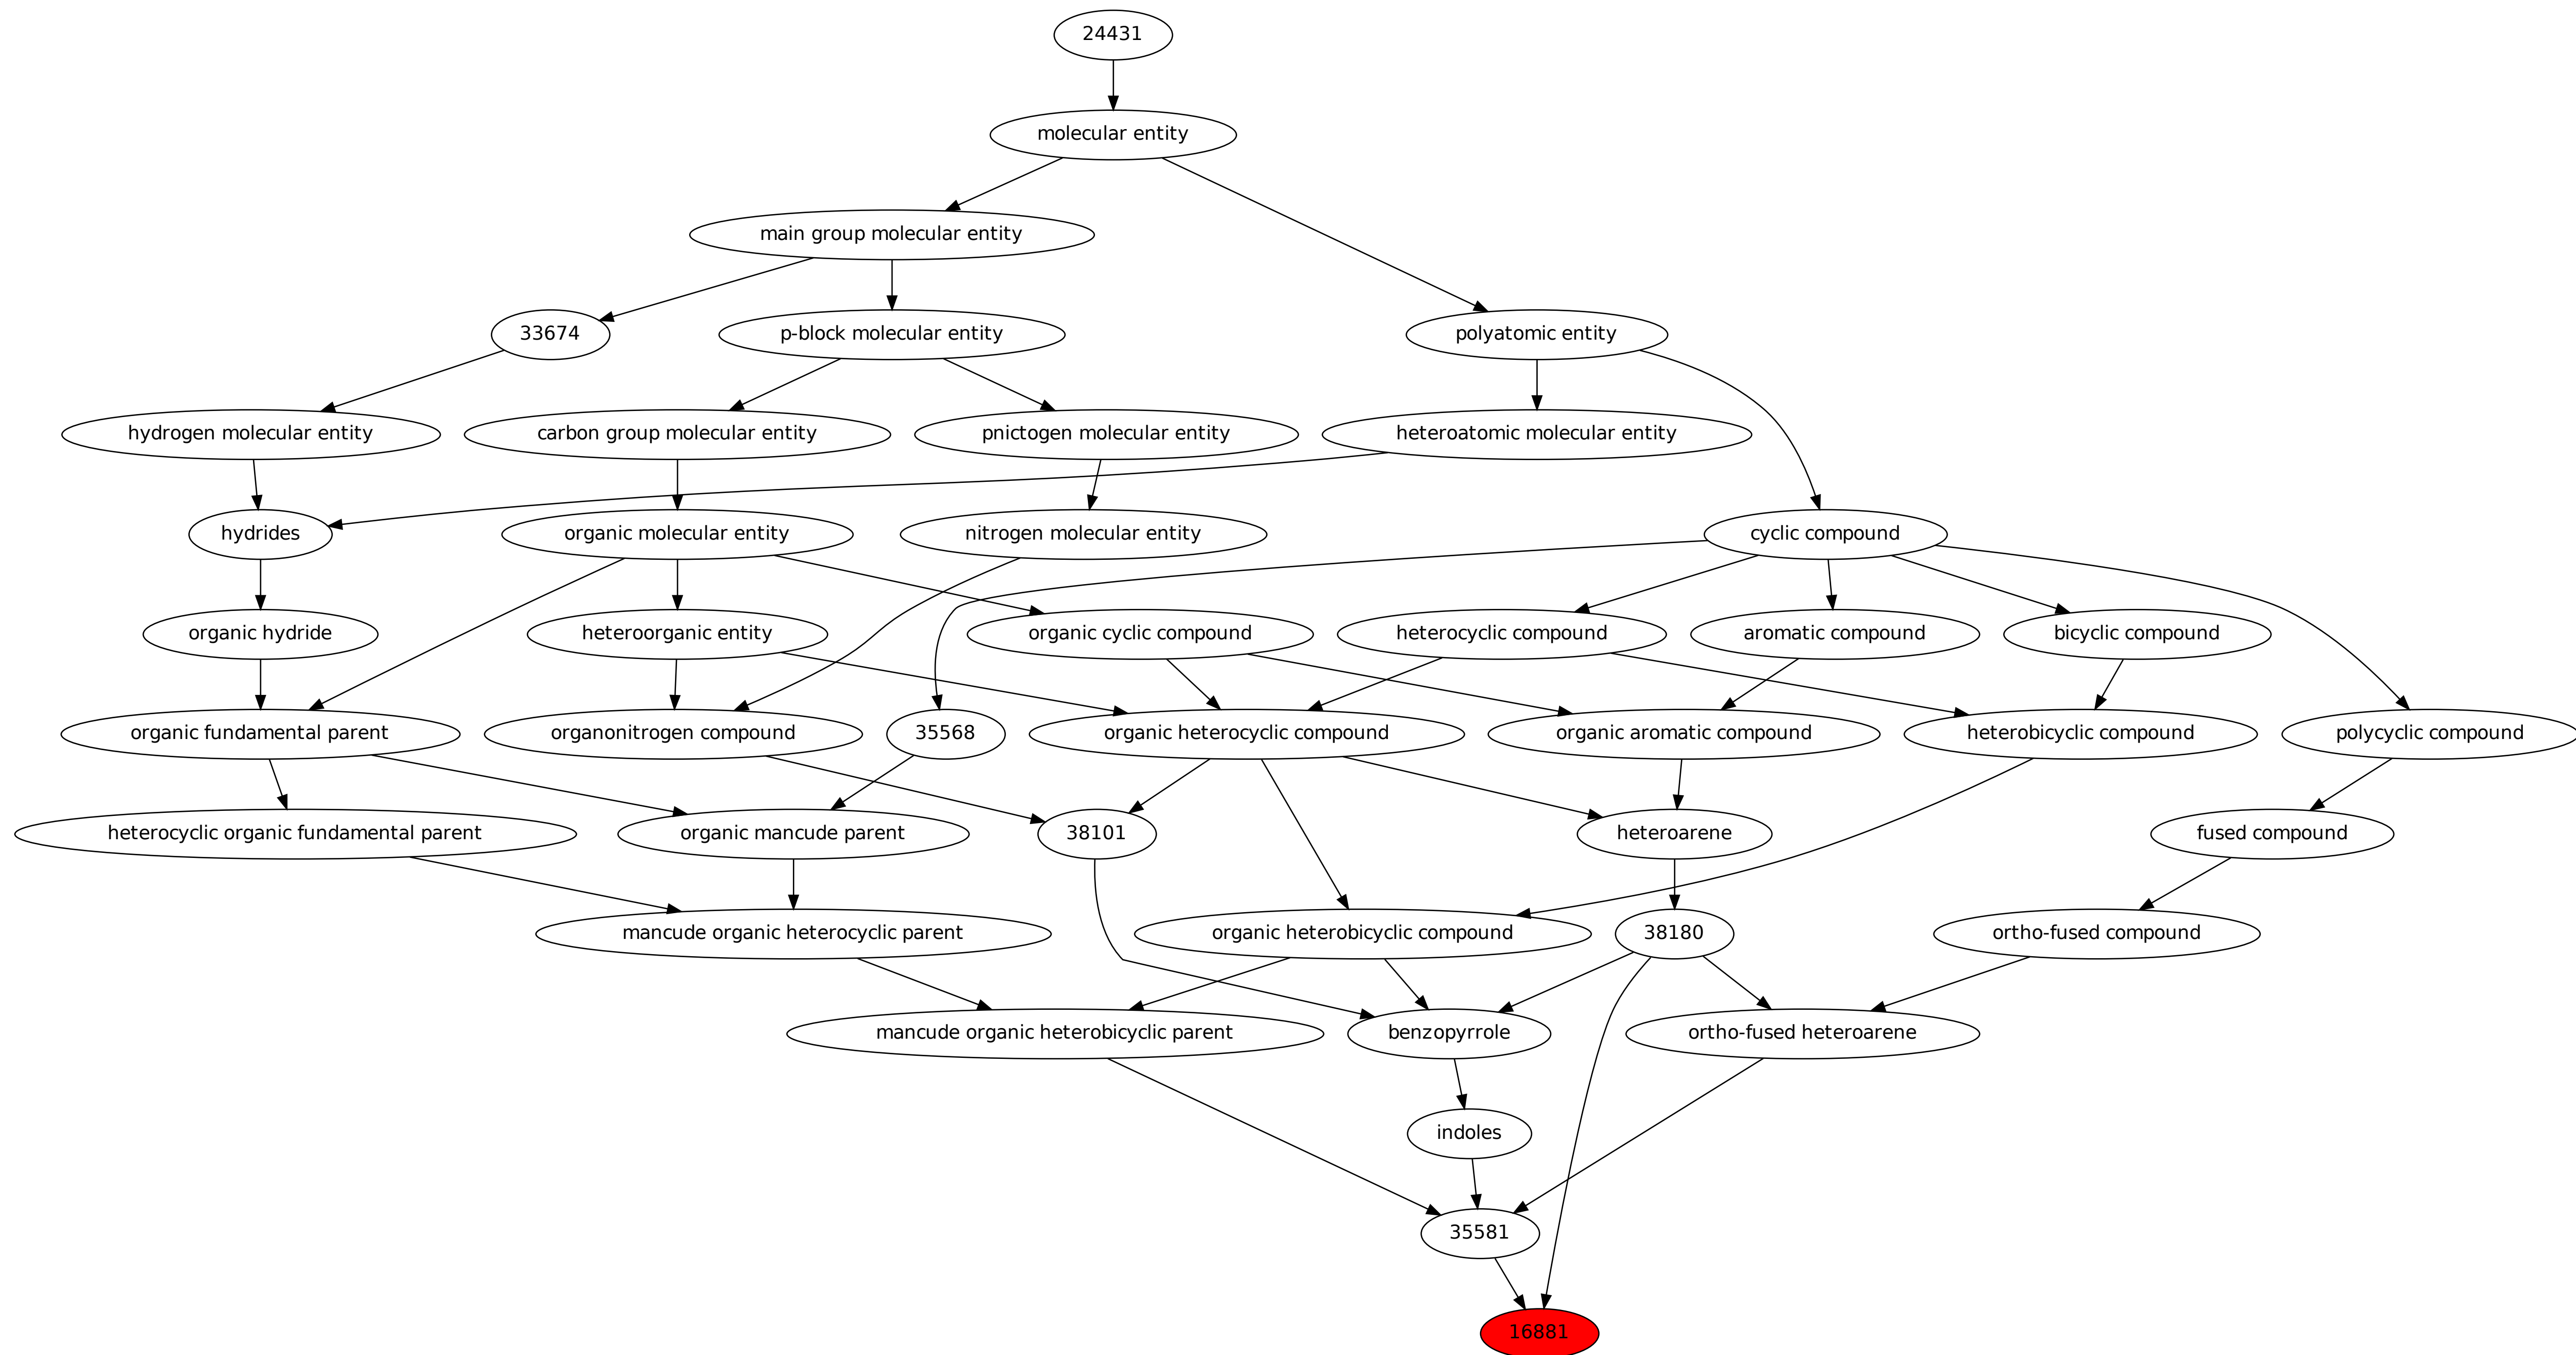 24431
molecular entity
main group molecular entity
33674
p-block molecular entity
polyatomic entity
hydrogen molecular entity
carbon group molecular entity
pnictogen molecular entity
heteroatomic molecular entity
hydrides
organic molecular entity
nitrogen molecular entity
cyclic compound
organic hydride
heteroorganic entity
organic cyclic compound
heterocyclic compound
aromatic compound
bicyclic compound
organic fundamental parent
organonitrogen compound
35568
organic heterocyclic compound
organic aromatic compound
heterobicyclic compound
polycyclic compound
heterocyclic organic fundamental parent
organic mancude parent
38101
heteroarene
fused compound
mancude organic heterocyclic parent
organic heterobicyclic compound
38180
ortho-fused compound
mancude organic heterobicyclic parent
benzopyrrole
ortho-fused heteroarene
indoles
35581
16881